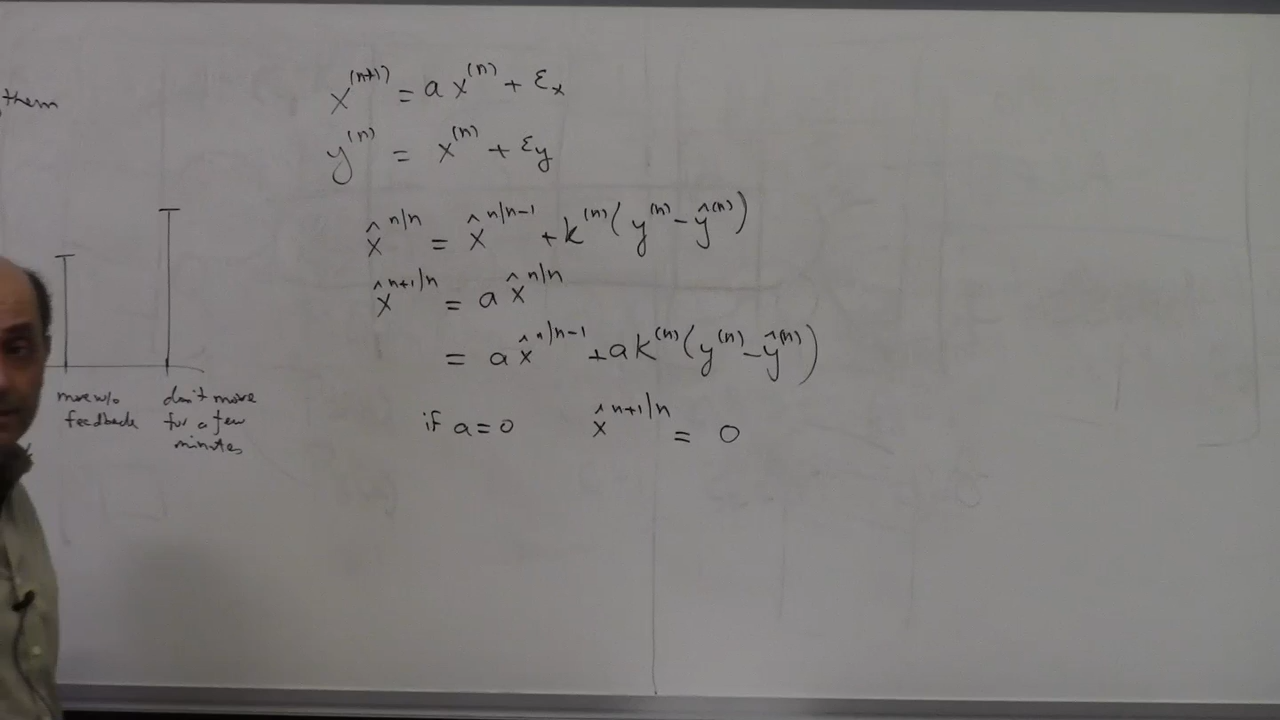 them
move w/o
feedback
don't move
for a few
minutes
x^(n+1) = a x^(n) + ε_x
y^(n) = x^(n) + ε_y
x̂^n|n = x̂^n|n-1 + k^(n) ( y^(n) - ŷ^(n) )
x̂^n+1|n = a x̂^n|n
= a x̂^n|n-1 + a k^(n) ( y^(n) - ŷ^(n) )
if a = 0 x̂^n+1|n = 0